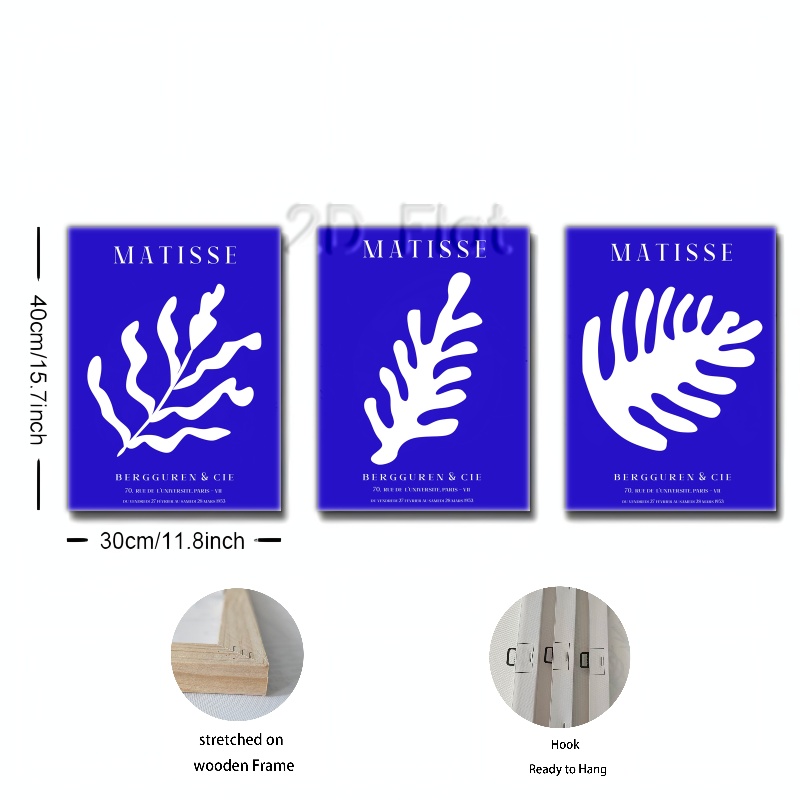 2D Flat
40cm/15.7inch
MATISSE
BERGGUREN & CIE
70, RUE DE L'UNIVERSITE, PARIS - VII
DU VENDREDI 27 FEVRIER AU SAMEDI 28 MARS 1953
MATISSE
BERGGUREN & CIE
70, RUE DE L'UNIVERSITE, PARIS - VII
DU VENDREDI 27 FEVRIER AU SAMEDI 28 MARS 1953
MATISSE
BERGGUREN & CIE
70, RUE DE L'UNIVERSITE, PARIS - VII
DU VENDREDI 27 FEVRIER AU SAMEDI 28 MARS 1953
30cm/11.8inch
stretched on
wooden Frame
Hook
Ready to Hang